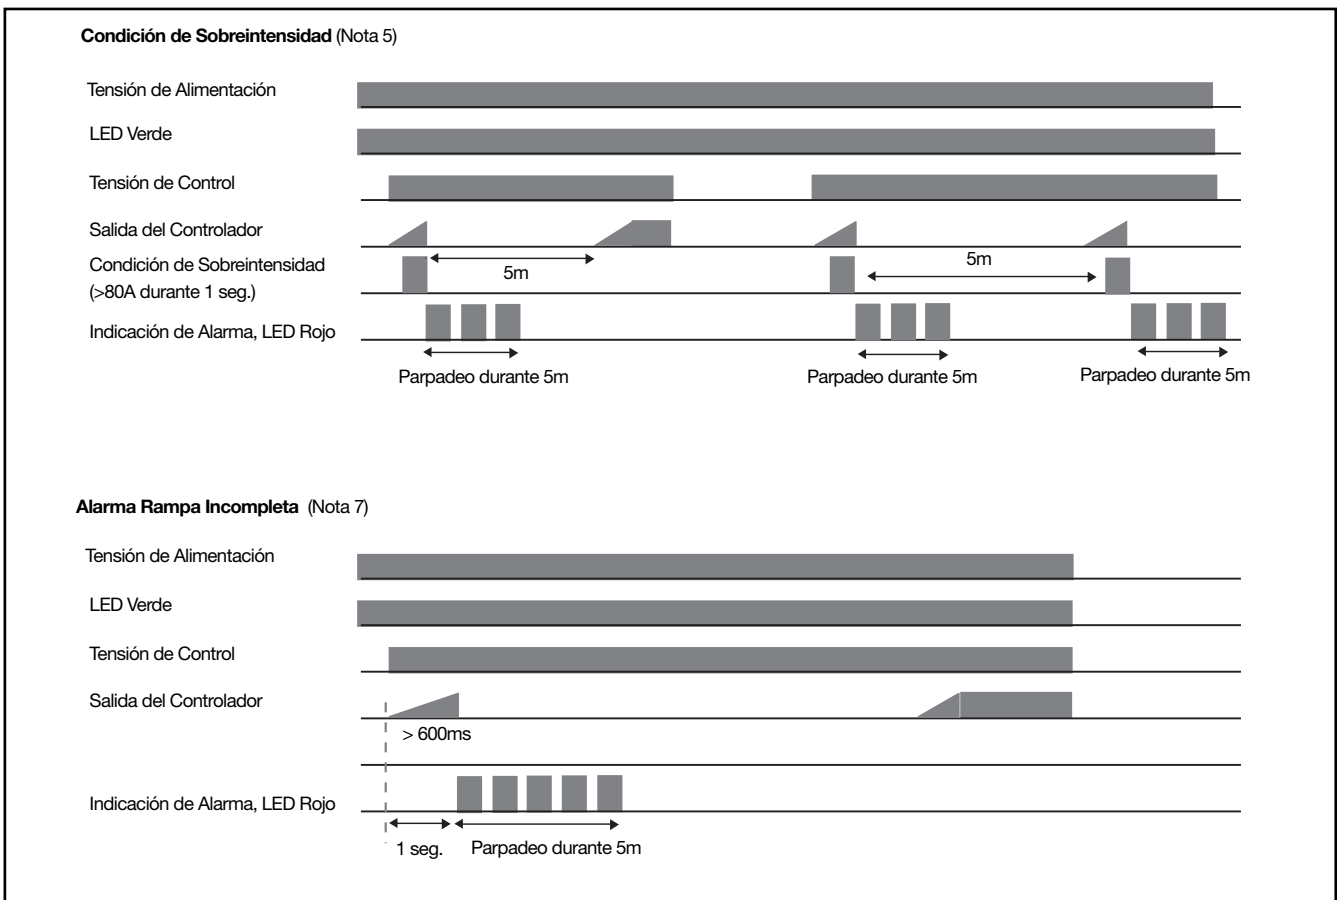 Condición de Sobreintensidad (Nota 5)
Tensión de Alimentación
LED Verde
Tensión de Control
Salida del Controlador
Condición de Sobreintensidad
(>80A durante 1 seg.)
5m
5m
Indicación de Alarma, LED Rojo
Parpadeo durante 5m
Parpadeo durante 5m
Parpadeo durante 5m
Alarma Rampa Incompleta (Nota 7)
Tensión de Alimentación
LED Verde
Tensión de Control
Salida del Controlador
> 600ms
Indicación de Alarma, LED Rojo
1 seg.
Parpadeo durante 5m